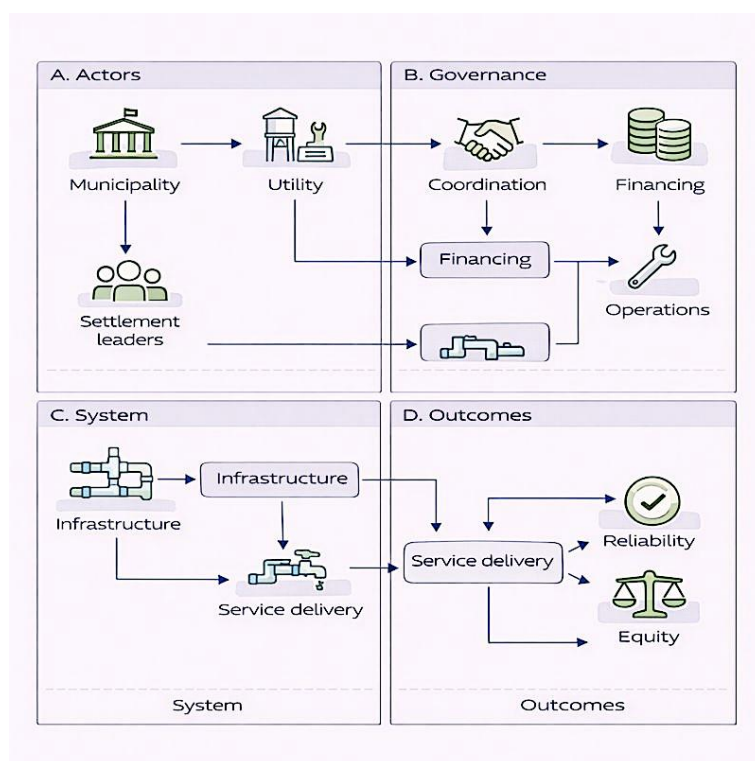 A. Actors
Municipality
Utility
Settlement
leaders
B. Governance
Coordination
Financing
Financing
Operations
C. System
Infrastructure
Infrastructure
Service delivery
System
D. Outcomes
Service delivery
Reliability
Equity
Outcomes